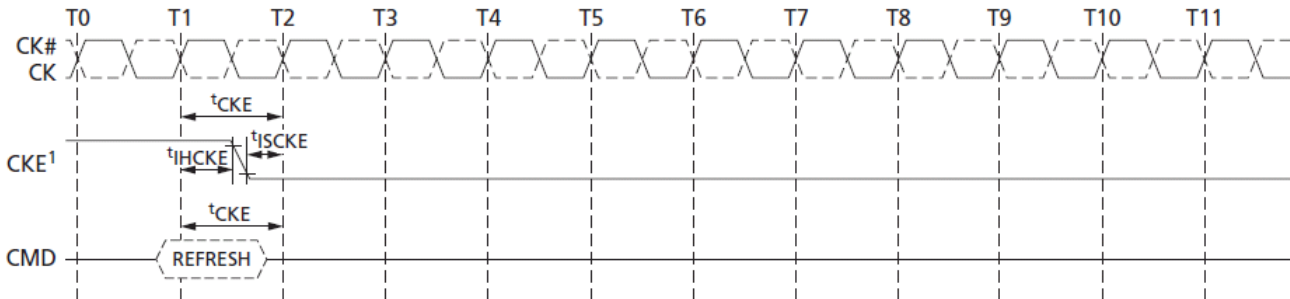 T0 T1 T2 T3 T4 T5 T6 T7 T8 T9 T10 T11
CK#
CK
tCKE
tISCKE
CKE1
tIHCKE
tCKE
CMD
REFRESH